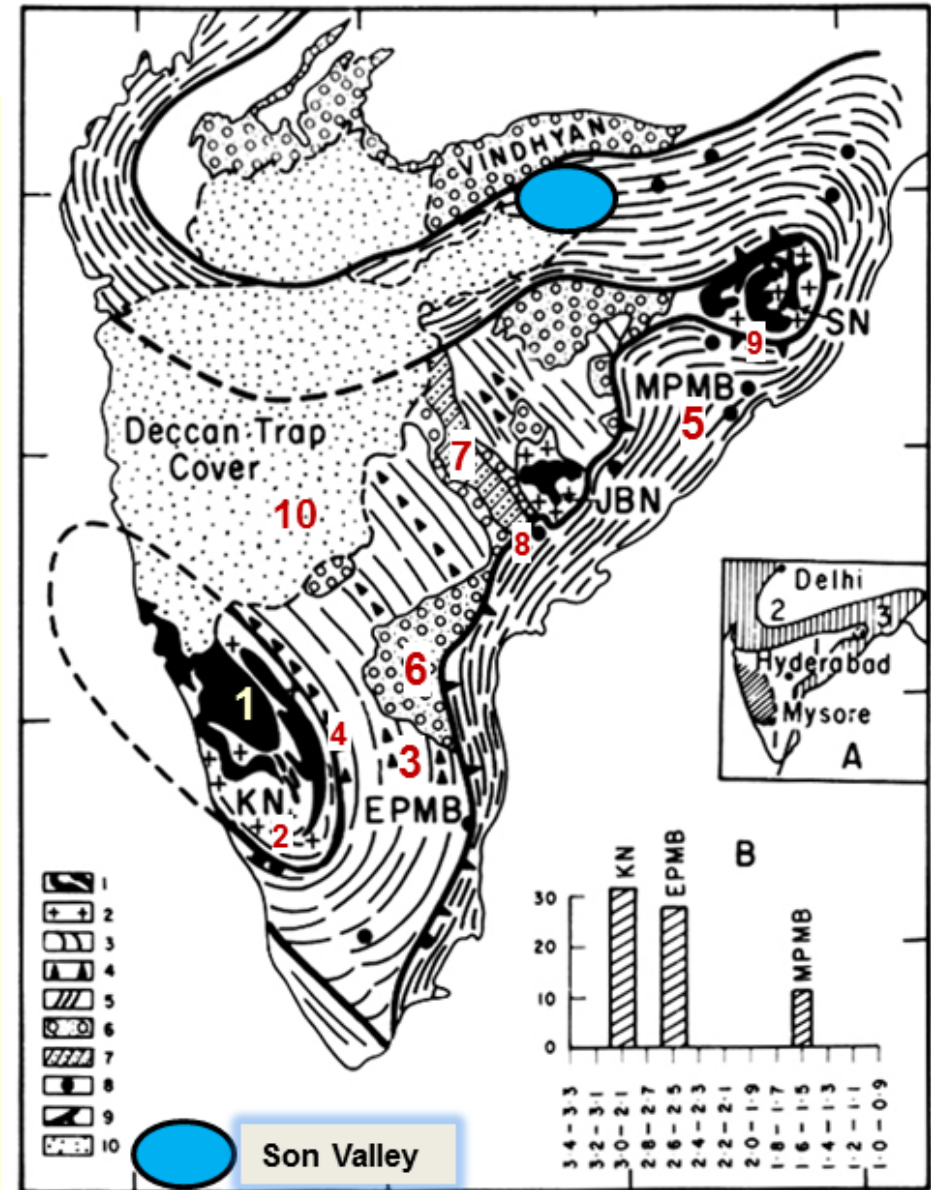 VINDHYAN
SN
9
MPMB
5
Deccan Trap
Cover
7
10
JBN
8
Delhi
2
3
1
Hyderabad
Mysore
A
6
1
4
3
KN
EPMB
2
B
KN
EPMB
MPMB
30
20
10
0
3·4-3·3
3·2-3·1
3·0-2·1
2·8-2·7
2·6-2·5
2·4-2·3
2·2-2·1
2·0-1·9
1·8-1·7
1·6-1·5
1·4-1·3
1·2-1·1
1·0-0·9
1
2
3
4
5
6
7
8
9
10
Son Valley